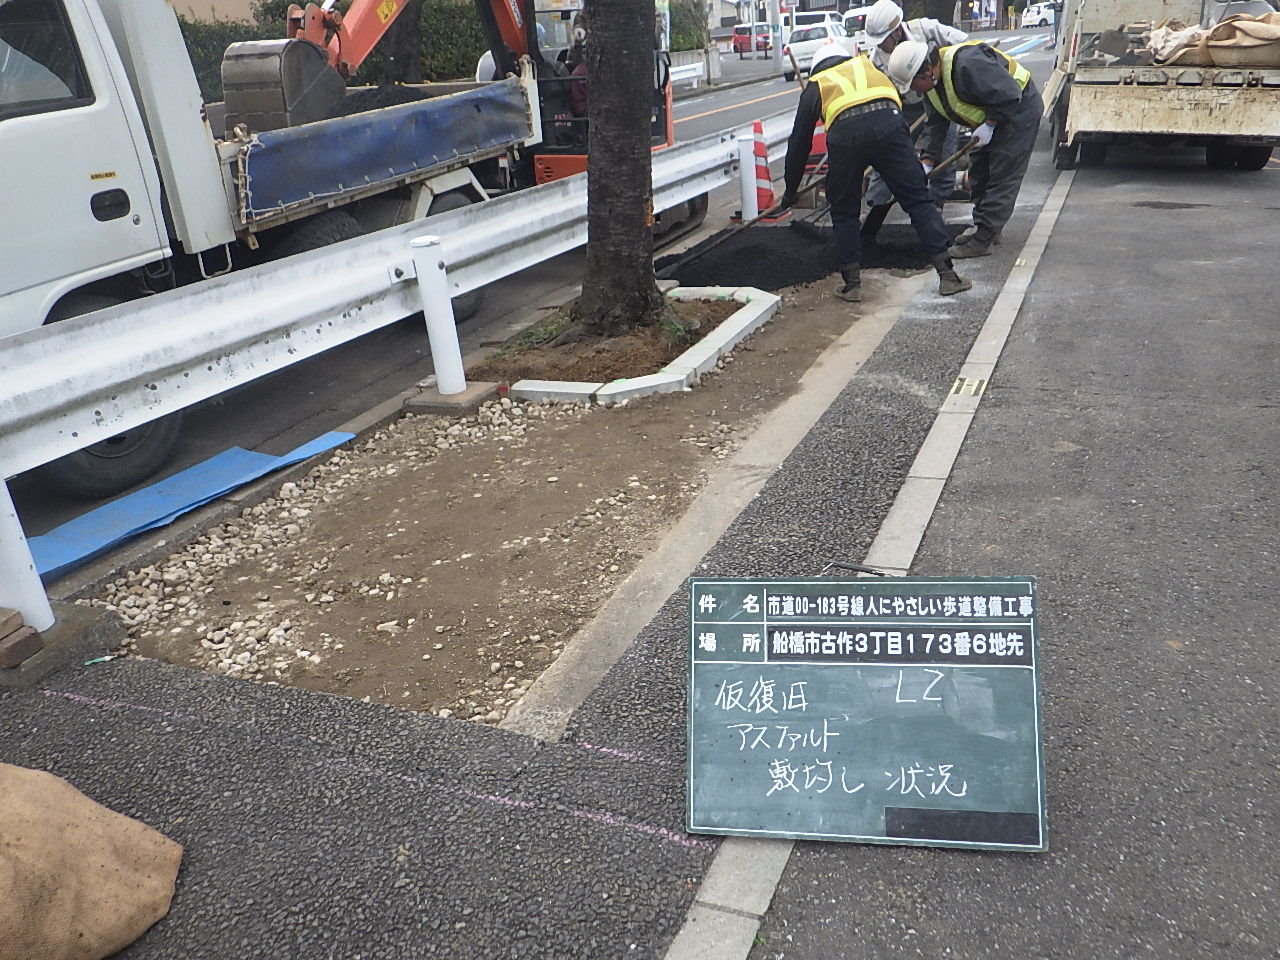 件 名 市道00-183号線人にやさしい歩道整備工事
場 所 船橋市古作3丁目173番6地先
仮復旧 L2
アスファルト
敷均し 状況